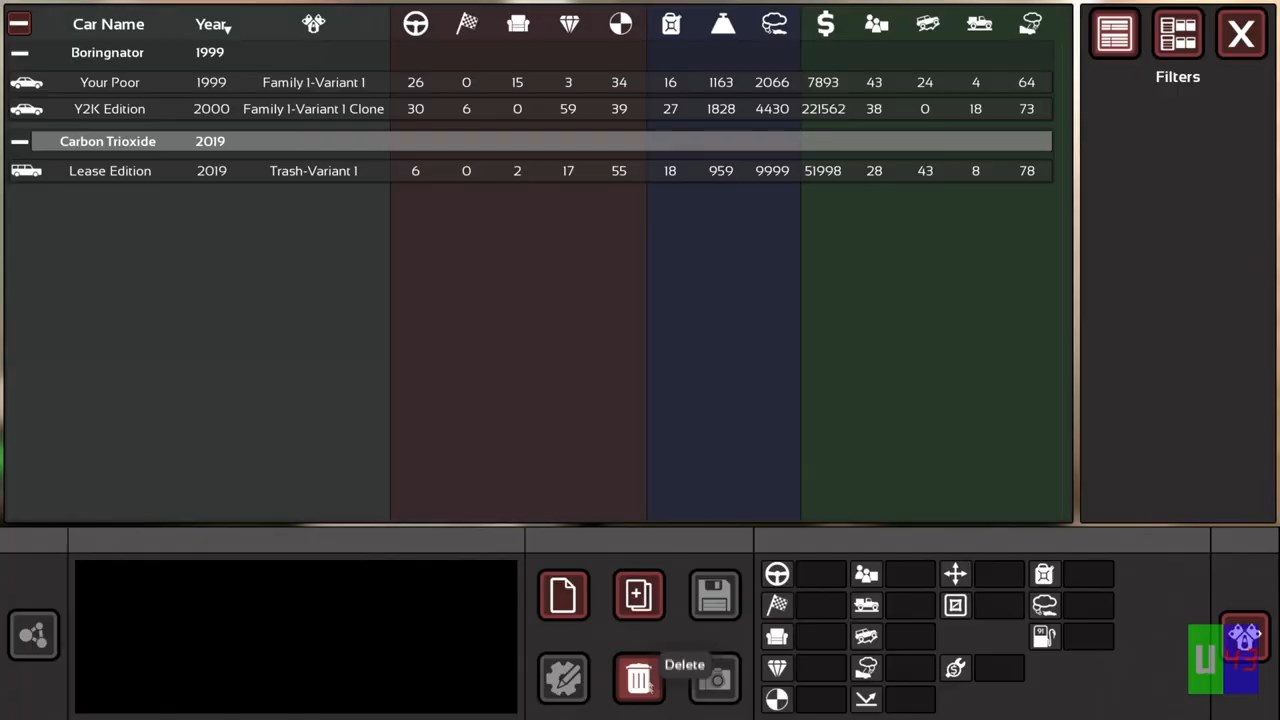 Car Name Year $ X
Boringnator 1999 Filters
Your Poor 1999 Family 1-Variant 1 26 0 15 3 34 16 1163 2066 7893 43 24 4 64
Y2K Edition 2000 Family 1-Variant 1 Clone 30 6 0 59 39 27 1828 4430 221562 38 0 18 73
Carbon Trioxide 2019
Lease Edition 2019 Trash-Variant 1 6 0 2 17 55 18 959 9999 51998 28 43 8 78
91
Delete
U 43